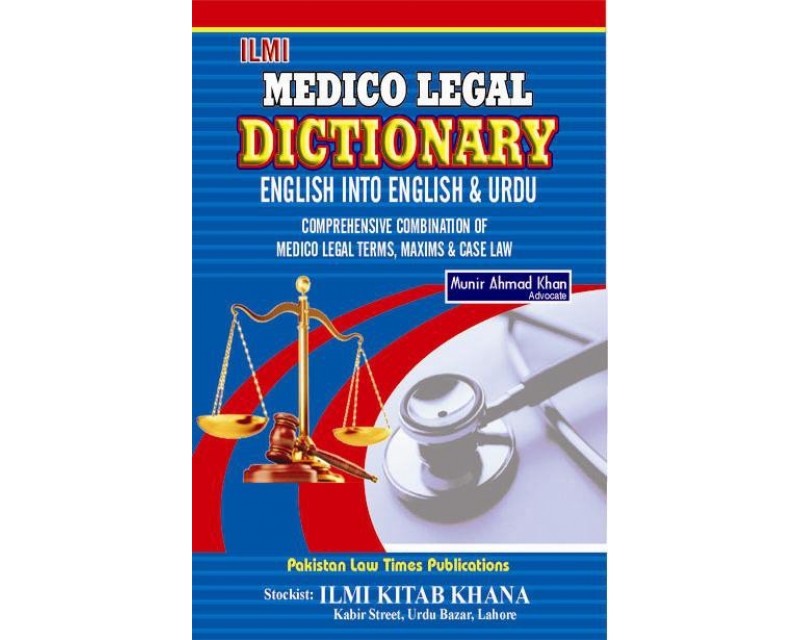 ILMI
MEDICO LEGAL
DICTIONARY
ENGLISH INTO ENGLISH & URDU
COMPREHENSIVE COMBINATION OF
MEDICO LEGAL TERMS, MAXIMS & CASE LAW
Munir Ahmad Khan
Advocate
Pakistan Law Times Publications
Stockist: ILMI KITAB KHANA
Kabir Street, Urdu Bazar, Lahore